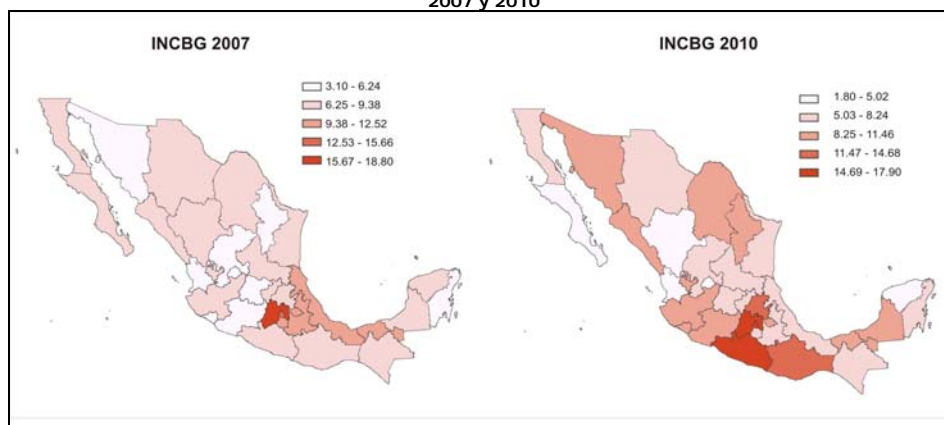 2007 y 2010
INCBG 2007
3.10 - 6.24
6.25 - 9.38
9.38 - 12.52
12.53 - 15.66
15.67 - 18.80
INCBG 2010
1.80 - 5.02
5.03 - 8.24
8.25 - 11.46
11.47 - 14.68
14.69 - 17.90